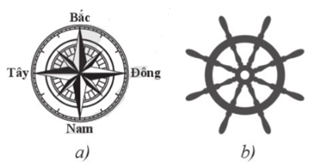 Bắc
Tây Đông
Nam
a) b)